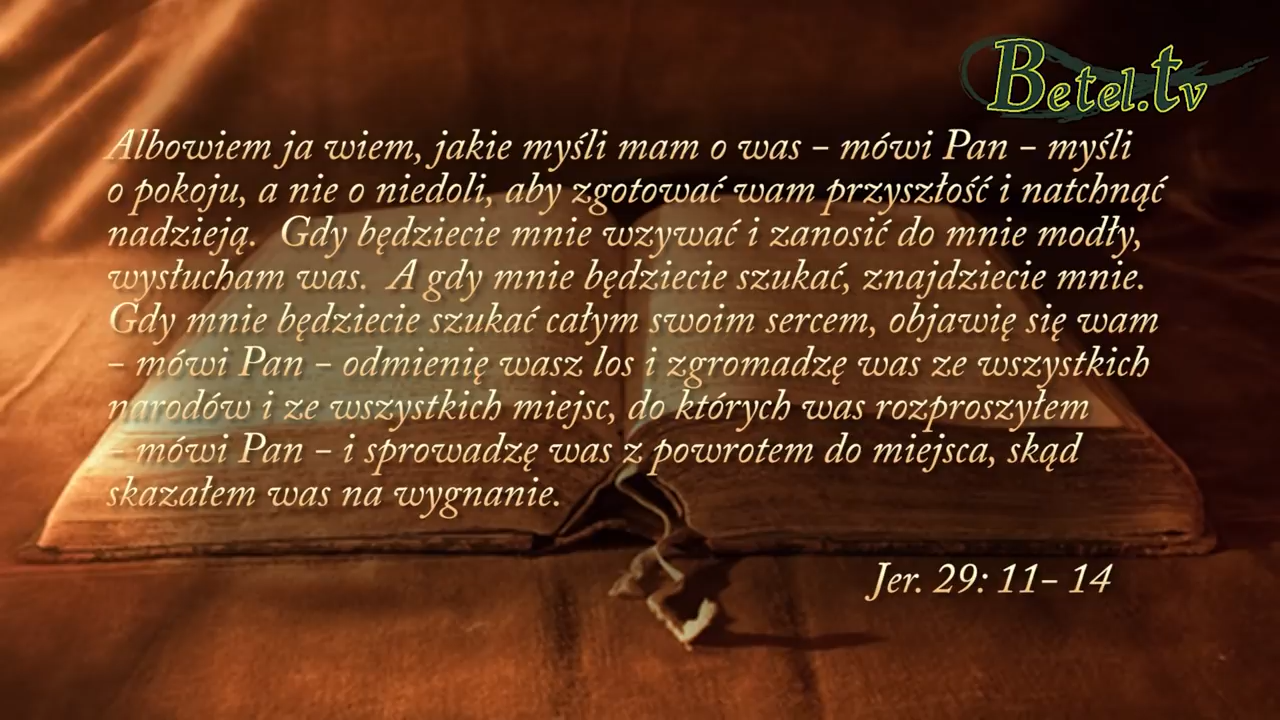 Betel.tv
Albowiem ja wiem, jakie myśli mam o was – mówi Pan – myśli
o pokoju, a nie o niedoli, aby zgotować wam przyszłość i natchnąć
nadzieją. Gdy będziecie mnie wzywać i zanosić do mnie modły,
wysłucham was. A gdy mnie będziecie szukać, znajdziecie mnie.
Gdy mnie będziecie szukać całym swoim sercem, objawię się wam
– mówi Pan – odmienię wasz los i zgromadzę was ze wszystkich
narodów i ze wszystkich miejsc, do których was rozproszyłem
– mówi Pan – i sprowadzę was z powrotem do miejsca, skąd
skazałem was na wygnanie.
Jer. 29: 11– 14